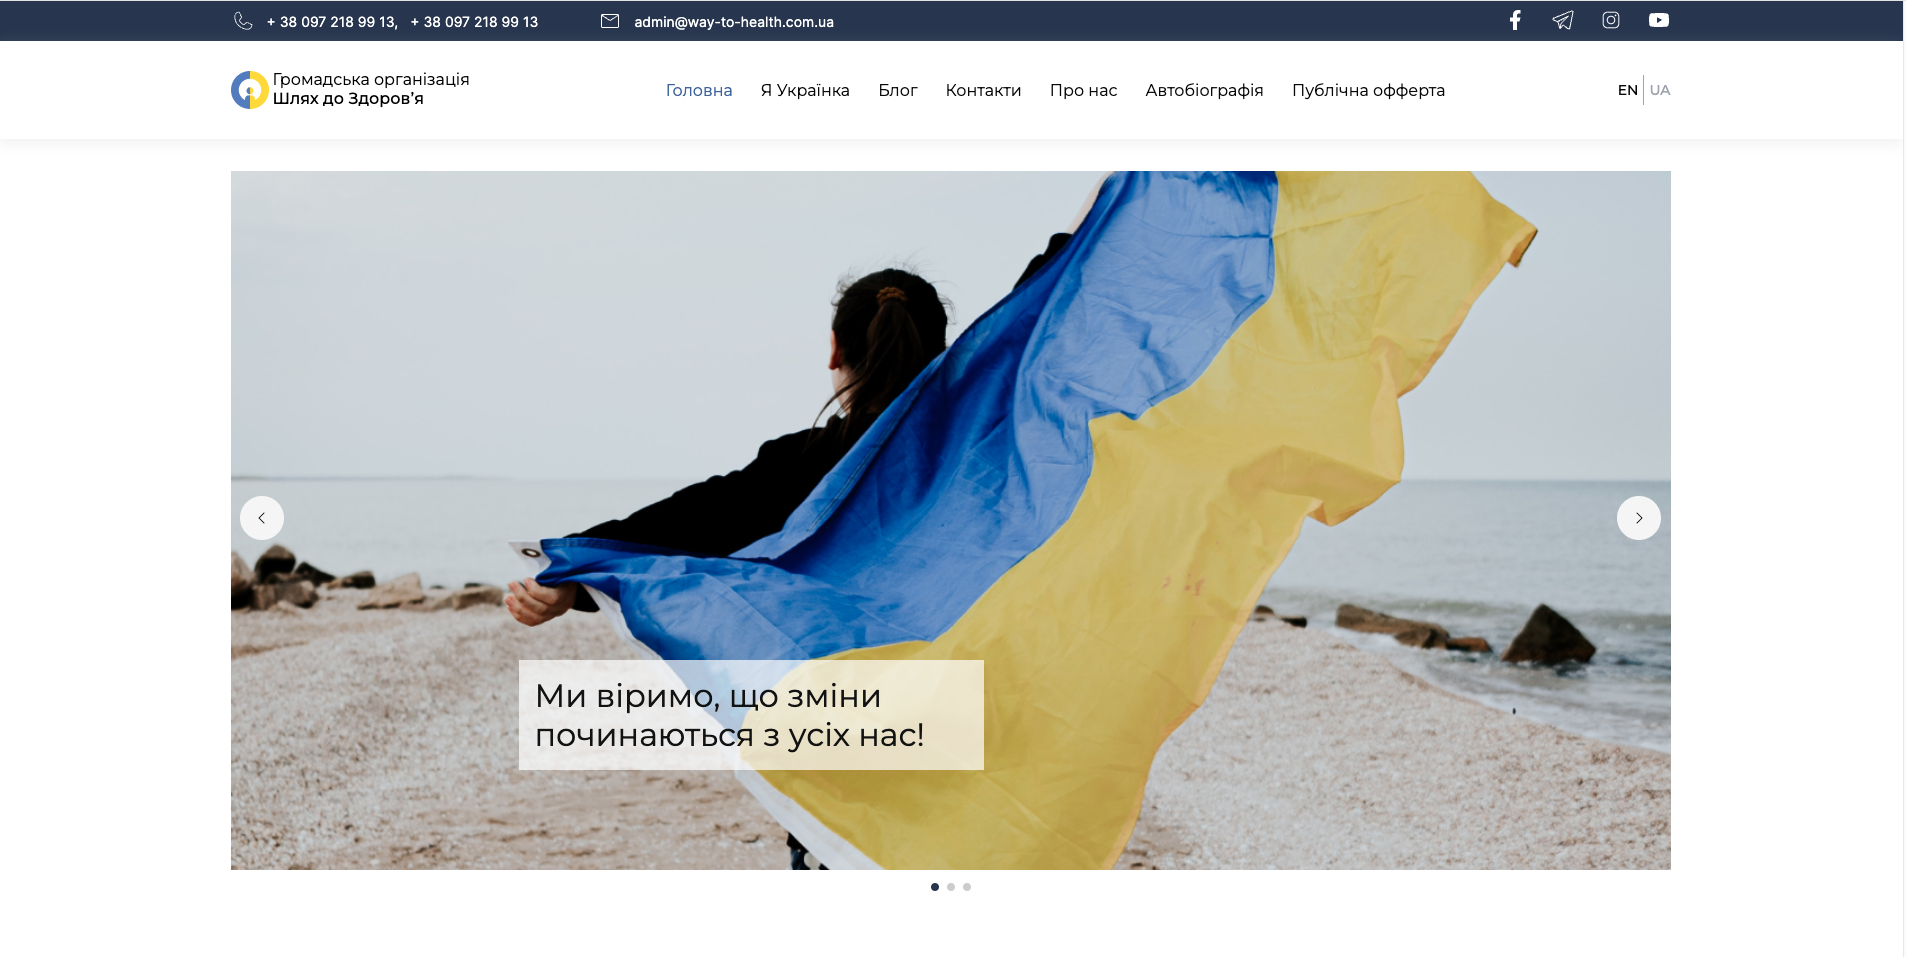 + 38 097 218 99 13, + 38 097 218 99 13
admin@way-to-health.com.ua
Громадська організація
Шлях до Здоров’я
Головна
Я Українка
Блог
Контакти
Про нас
Автобіографія
Публічна офферта
EN
UA
Ми віримо, що зміни
починаються з усіх нас!